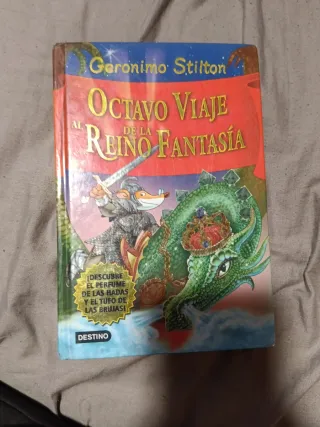 Geronimo Stilton
OCTAVO VIAJE
AL REINO DE LA FANTASÍA
¡DESCUBRE
EL PERFUME
DE LAS HADAS
Y EL TUFO DE
LAS BRUJAS!
DESTINO